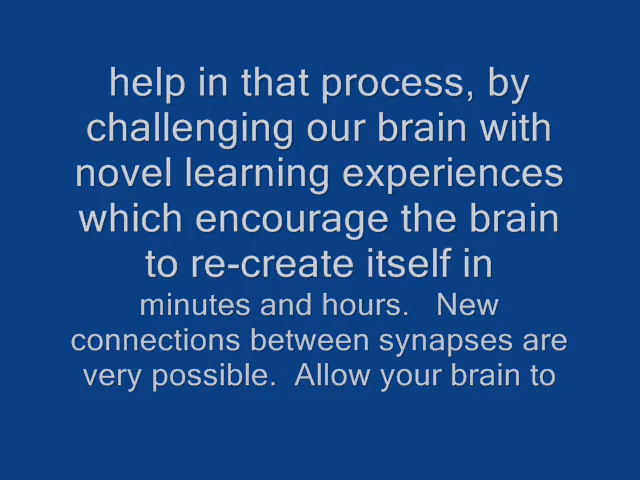 help in that process, by
challenging our brain with
novel learning experiences
which encourage the brain
to re-create itself in
minutes and hours.   New
connections between synapses are
very possible.  Allow your brain to